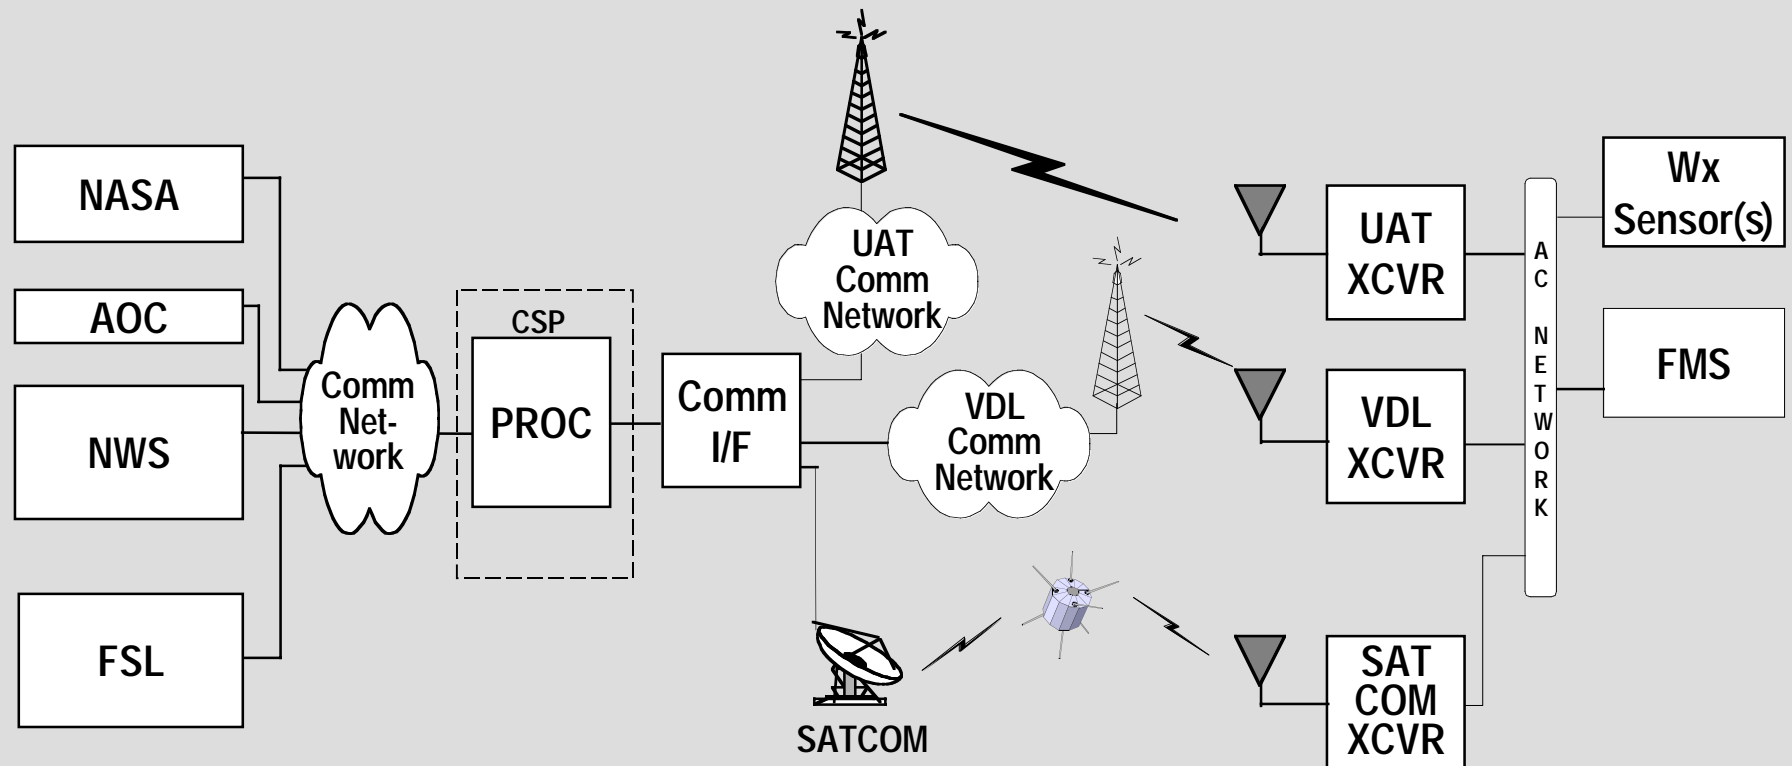 NASA
AOC
NWS
FSL
Comm
Net-
work
CSP
PROC
Comm
I/F
UAT
Comm
Network
VDL
Comm
Network
SATCOM
UAT
XCVR
VDL
XCVR
SAT
COM
XCVR
A
C
N
E
T
W
O
R
K
Wx
Sensor(s)
FMS